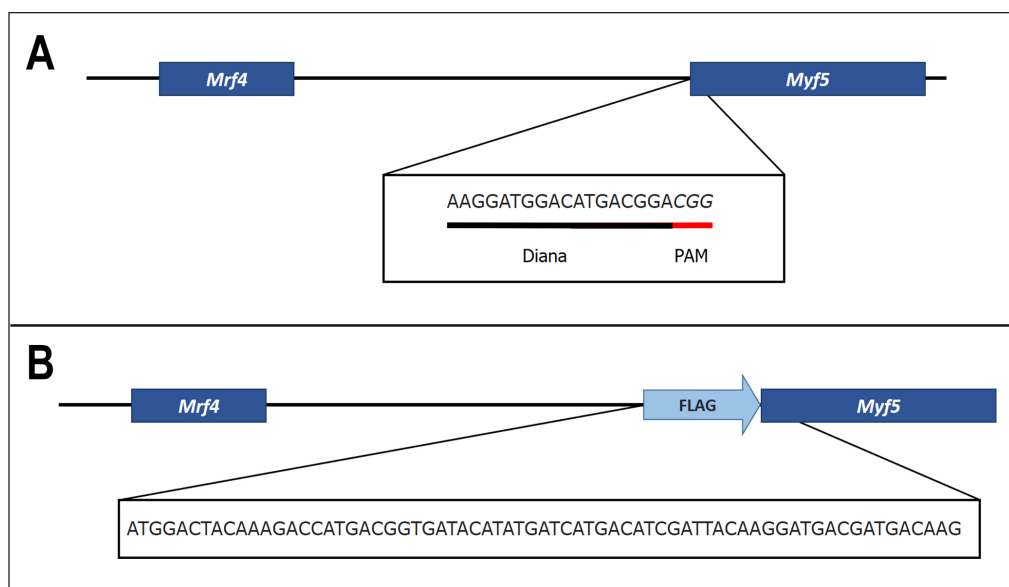 A
Mrf4 Myf5
AAGGATGGACATGACGGACGG
Diana PAM
B
Mrf4 FLAG Myf5
ATGGACTACAAAGACCATGACGGTGATACATATGATCATGACATCGATTACAAGGATGACGATGACAAG